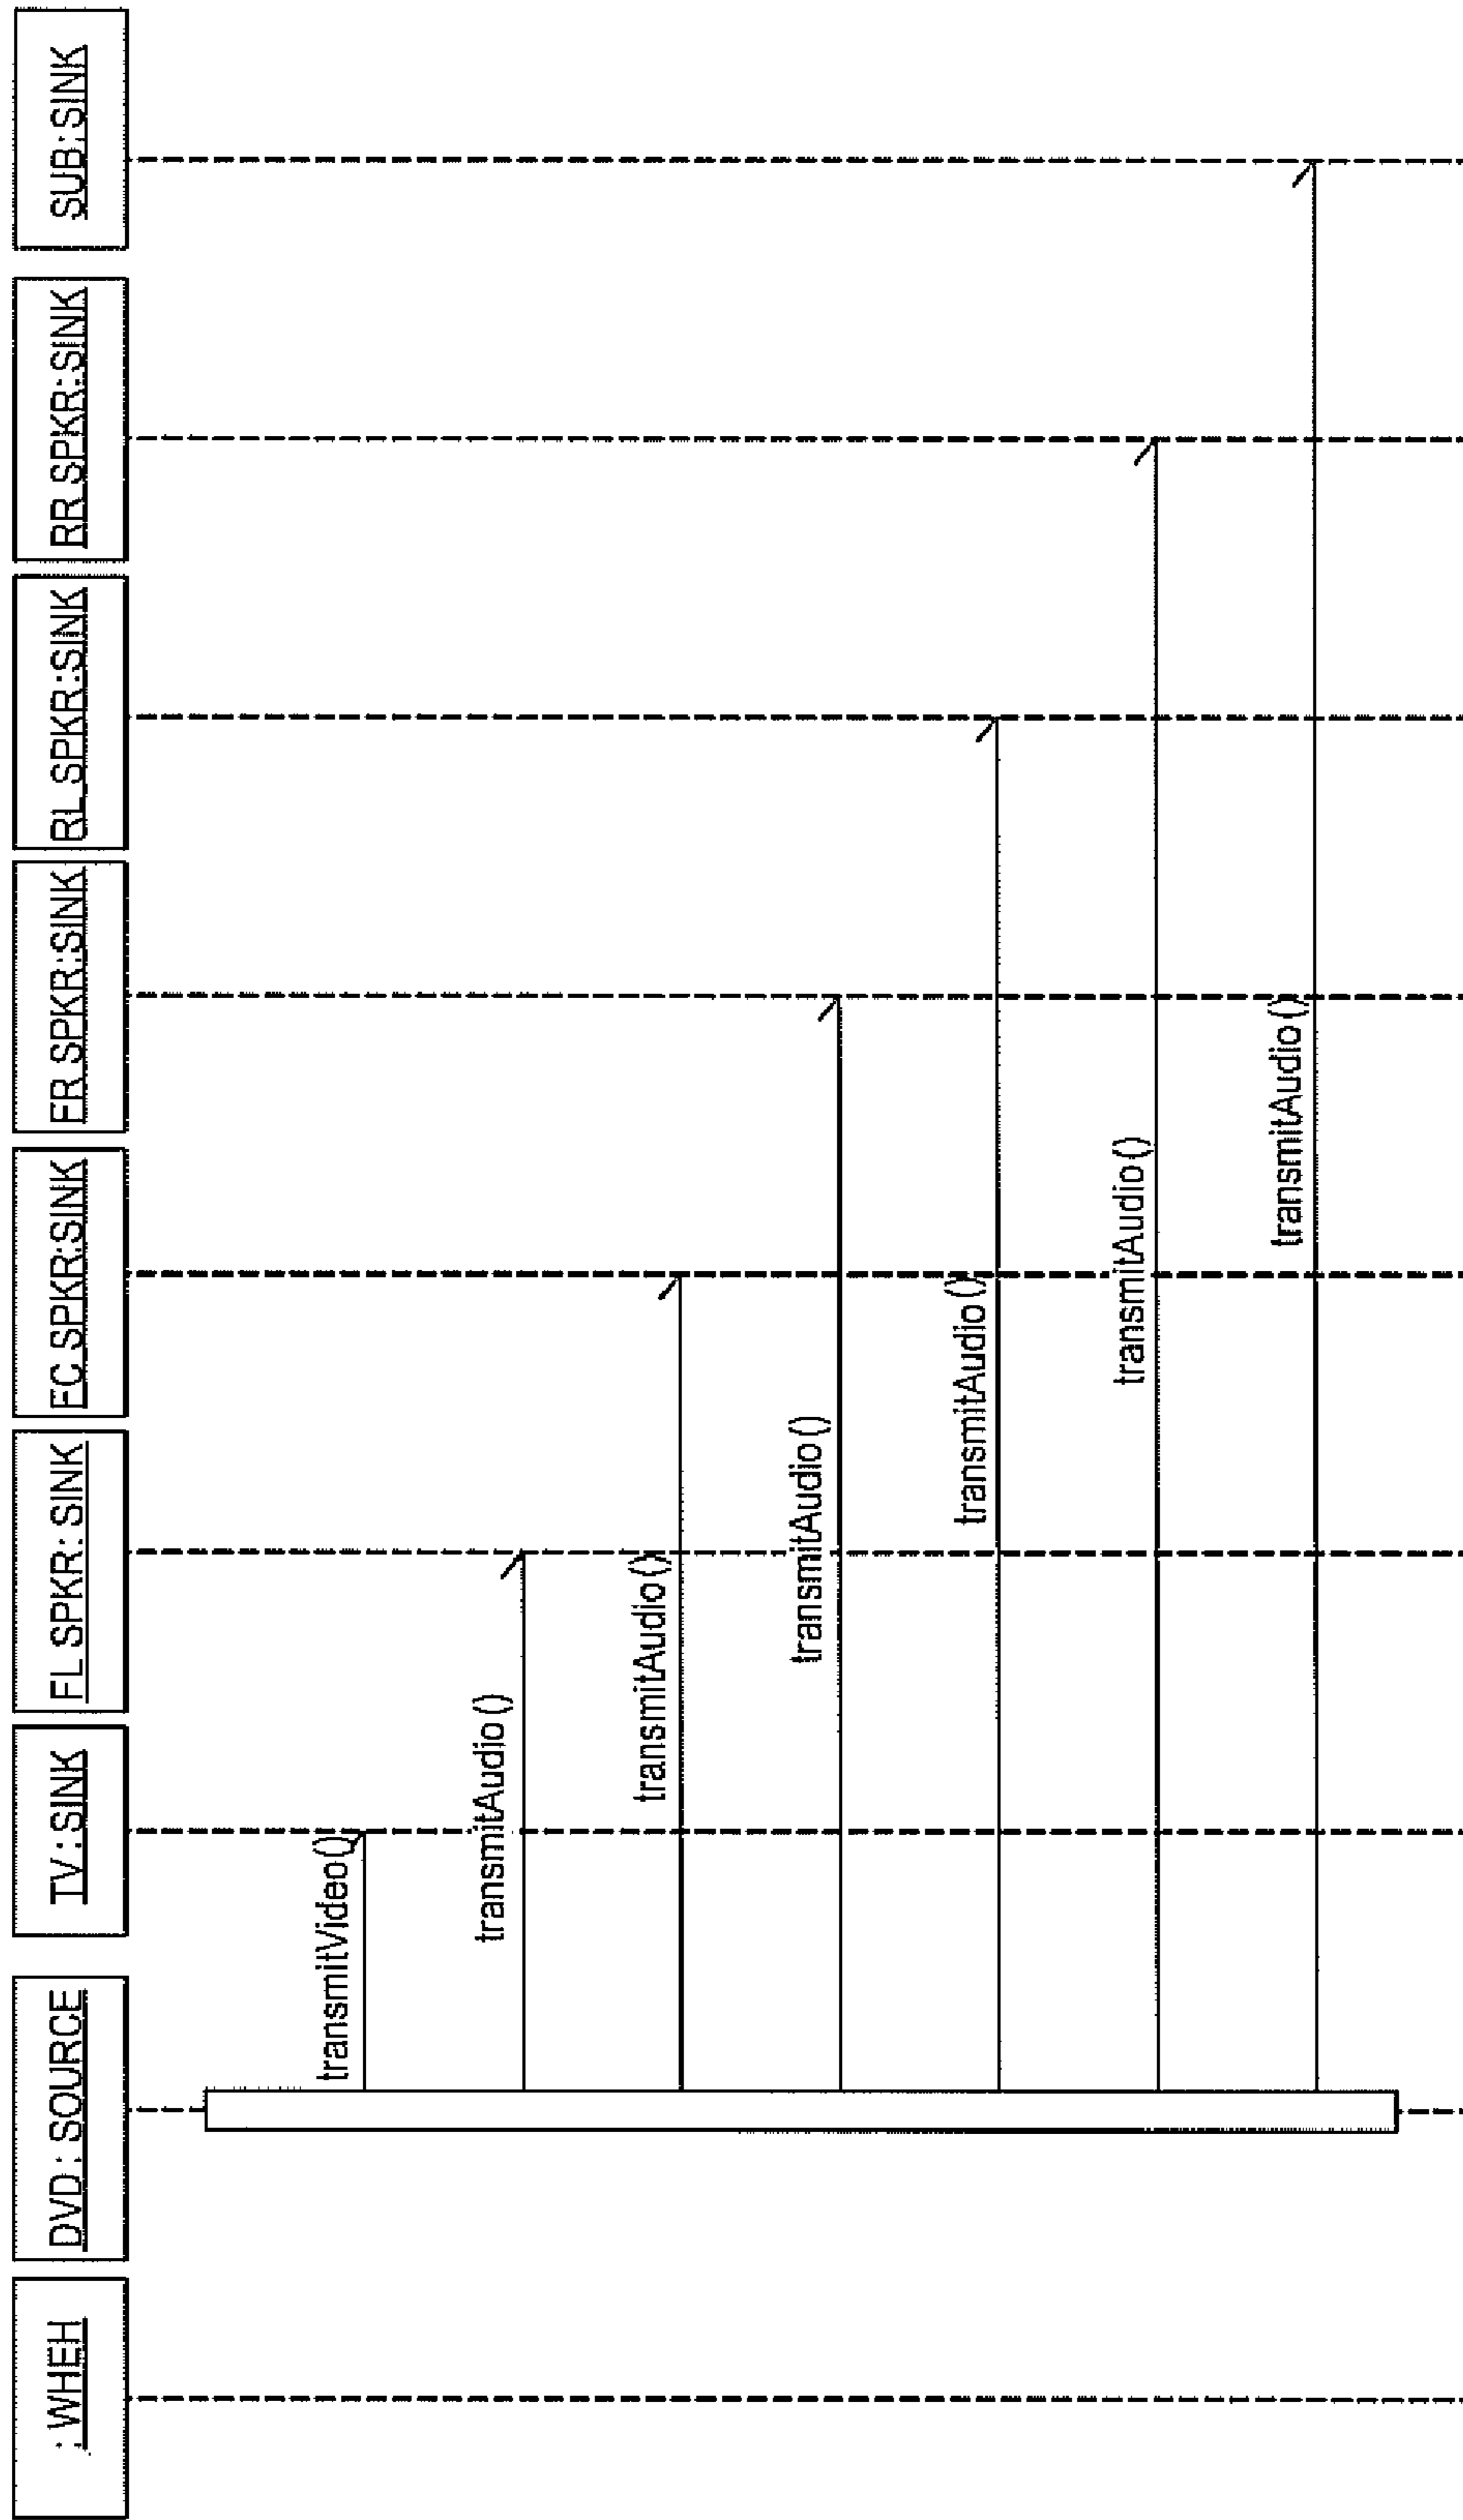 : WHEH
DVD : SOURCE
TV : SINK
FL SPKR : SINK
FC SPKR:SINK
FR SPKR:SINK
RL SPKR:SINK
RR SPKR:SINK
SUB:SINK
transmitVideo()
transmitAudio()
transmitAudio()
transmitAudio()
transmitAudio()
transmitAudio()
transmitAudio()